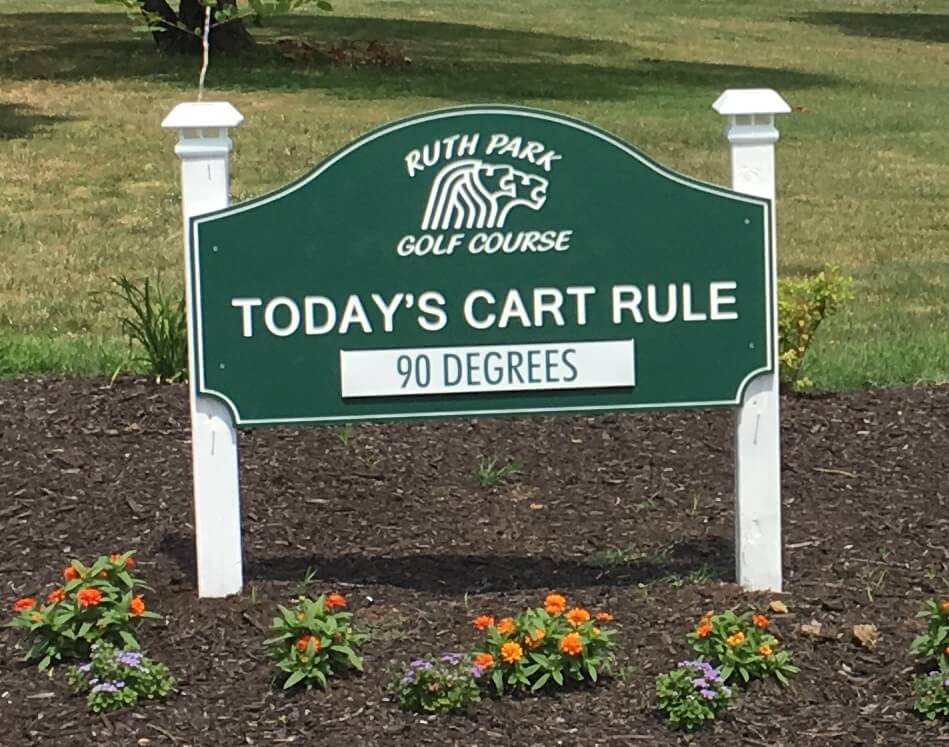 RUTH PARK
GOLF COURSE
TODAY'S CART RULE
90 DEGREES